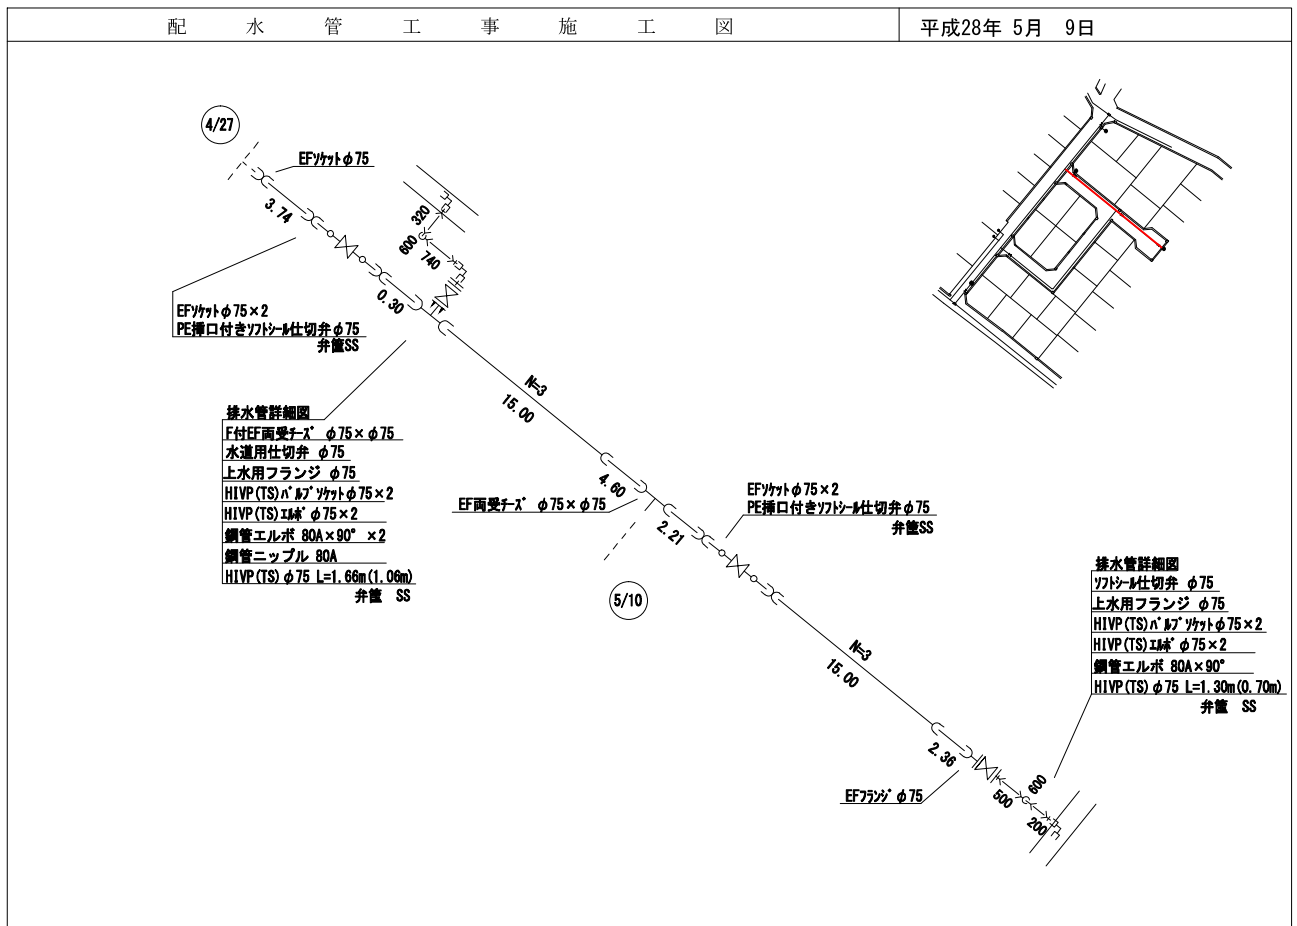 配水管工事施工図
平成28年 5月 9日
4/27
EFソケットφ75
3.74
320
600
740
0.30
EFソケットφ75×2
PE挿口付きソフトシール仕切弁φ75
弁筐SS
N=3
15.00
排水管詳細図
F付EF両受チーズ φ75×φ75
水道用仕切弁 φ75
上水用フランジ φ75
HIVP(TS)バルブソケットφ75×2
HIVP(TS)エルボ φ75×2
鋼管エルボ 80A×90° ×2
鋼管ニップル 80A
HIVP(TS)φ75 L=1.66m(1.06m)
弁筐 SS
4.60
EF両受チーズ φ75×φ75
2.21
EFソケットφ75×2
PE挿口付きソフトシール仕切弁φ75
弁筐SS
5/10
N=3
15.00
排水管詳細図
ソフトシール仕切弁 φ75
上水用フランジ φ75
HIVP(TS)バルブソケットφ75×2
HIVP(TS)エルボ φ75×2
鋼管エルボ 80A×90°
HIVP(TS)φ75 L=1.30m(0.70m)
弁筐 SS
2.36
EFフランジ φ75
500
600
200